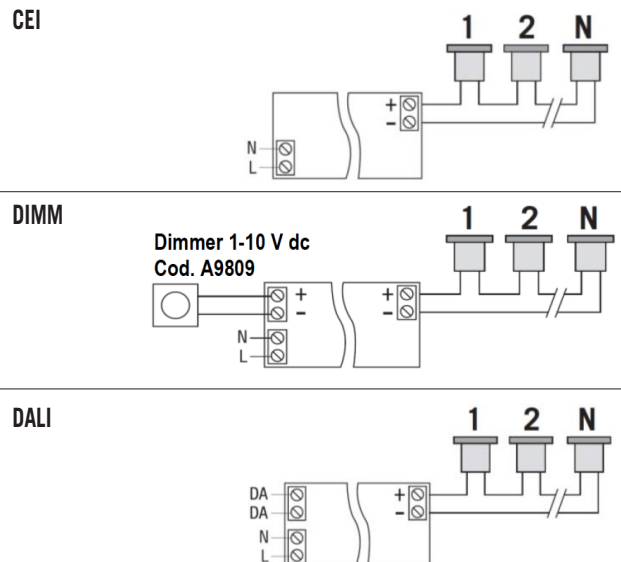 CEI
1 2 N
+
-
N
L
DIMM
1 2 N
Dimmer 1-10 V dc
Cod. A9809
+ +
- -
N
L
DALI
1 2 N
DA +
DA -
N
L